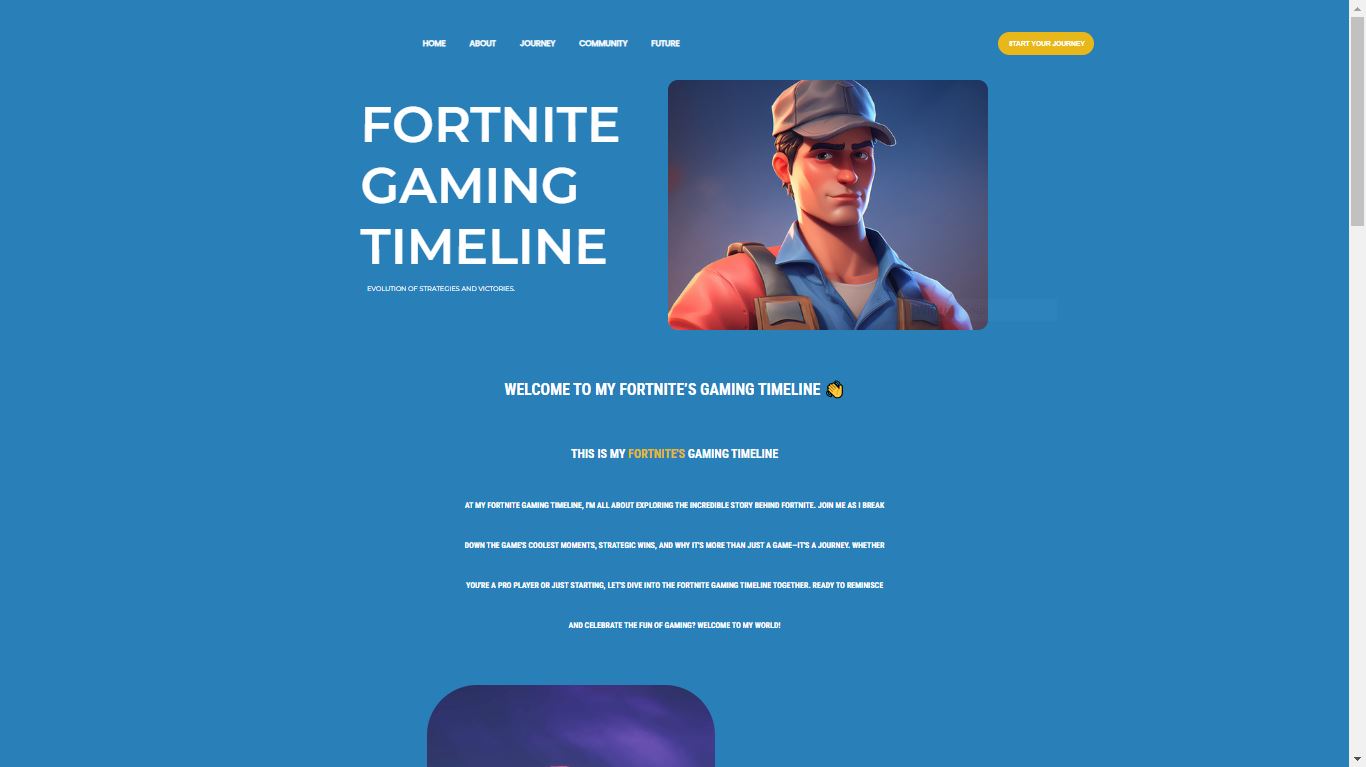 HOME ABOUT JOURNEY COMMUNITY FUTURE START YOUR JOURNEY
FORTNITE
GAMING
TIMELINE
EVOLUTION OF STRATEGIES AND VICTORIES.
WELCOME TO MY FORTNITE'S GAMING TIMELINE 👏
THIS IS MY FORTNITE'S GAMING TIMELINE
AT MY FORTNITE GAMING TIMELINE, I'M ALL ABOUT EXPLORING THE INCREDIBLE STORY BEHIND FORTNITE. JOIN ME AS I BREAK
DOWN THE GAME'S COOLEST MOMENTS, STRATEGIC WINS, AND WHY IT'S MORE THAN JUST A GAME—IT'S A JOURNEY. WHETHER
YOU'RE A PRO PLAYER OR JUST STARTING, LET'S DIVE INTO THE FORTNITE GAMING TIMELINE TOGETHER. READY TO REMINISCE
AND CELEBRATE THE FUN OF GAMING? WELCOME TO MY WORLD!